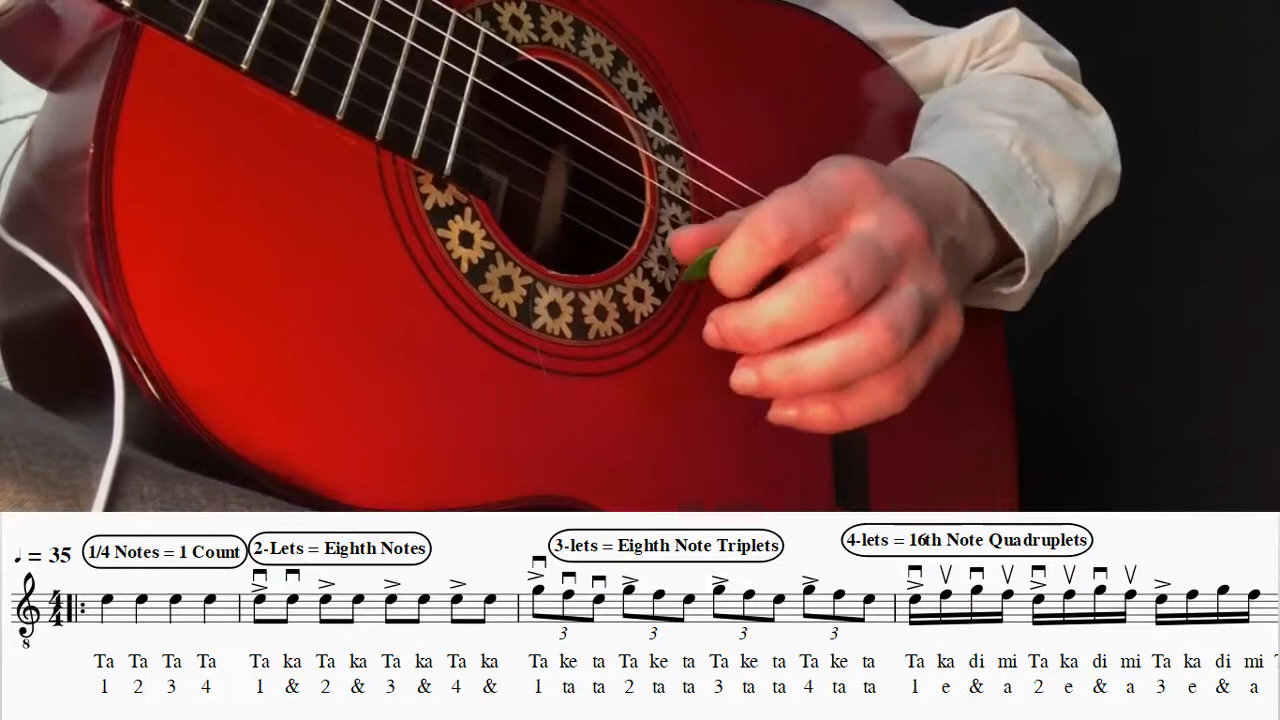 ♩ = 35
1/4 Notes = 1 Count
2-Lets = Eighth Notes
3-lets = Eighth Note Triplets
4-lets = 16th Note Quadruplets
4
4
8
3 3 3 3
Ta Ta Ta Ta Ta ka Ta ka Ta ka Ta ka Ta ke ta Ta ke ta Ta ke ta Ta ke ta Ta ka di mi Ta ka di mi Ta ka di mi
1 2 3 4 1 & 2 & 3 & 4 & 1 ta ta 2 ta ta 3 ta ta 4 ta ta 1 e & a 2 e & a 3 e & a